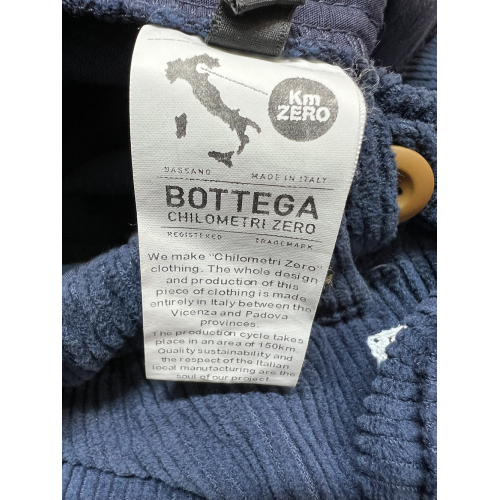 Km
ZERO
BASSANO MADE IN ITALY
BOTTEGA
CHILOMETRI ZERO
REGISTERED TRADEMARK
We make "Chilometri Zero"
clothing. The whole design
and production of this
piece of clothing is made
entirely in Italy between the
Vicenza and Padova
provinces.
The production cycle takes
place in an area of 150km.
Quality sustainability and
the respect of the Italian
local manufacturing are the
soul of our project.